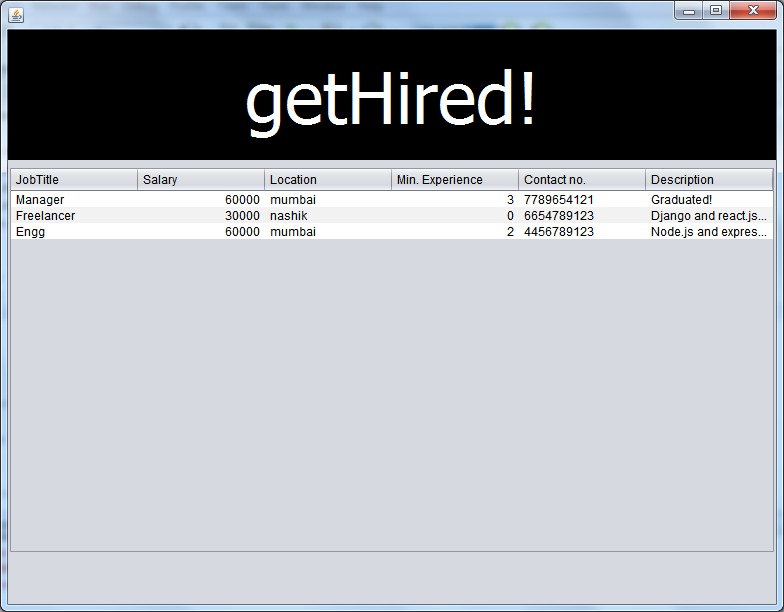 getHired!
JobTitle Salary Location Min. Experience Contact no. Description
Manager 60000 mumbai 3 7789654121 Graduated!
Freelancer 30000 nashik 0 6654789123 Django and react.js...
Engg 60000 mumbai 2 4456789123 Node.js and expres...